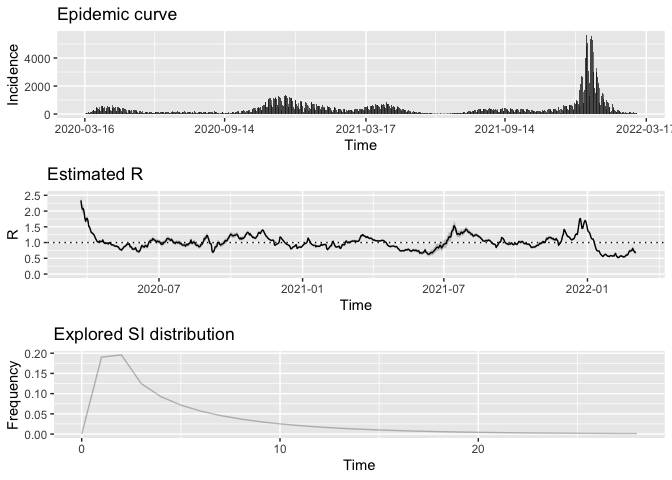 Epidemic curve
Incidence
4000
2000
0
2020-03-16 2020-09-14 2021-03-17 2021-09-14 2022-03-17
Time
Estimated R
R
2.5
2.0
1.5
1.0
0.5
0.0
2020-07 2021-01 2021-07 2022-01
Time
Explored SI distribution
Frequency
0.20
0.15
0.10
0.05
0.00
0 10 20
Time